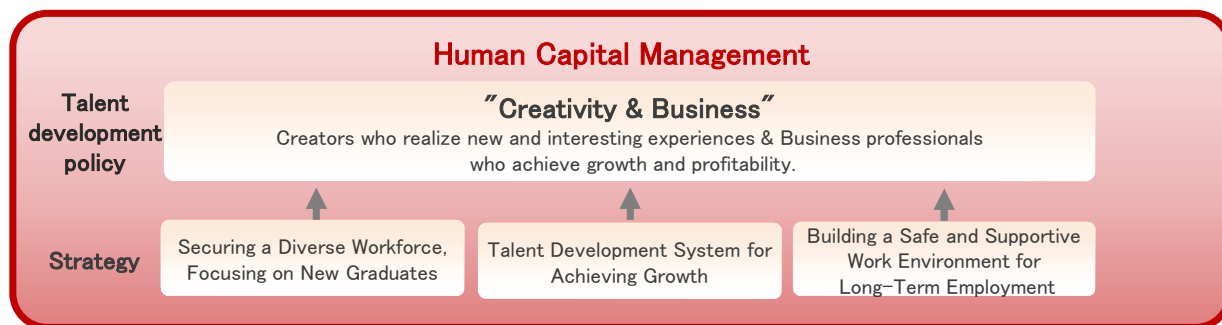 Human Capital Management
Talent
development
policy
"Creativity & Business"
Creators who realize new and interesting experiences & Business professionals
who achieve growth and profitability.
Strategy
Securing a Diverse Workforce,
Focusing on New Graduates
Talent Development System for
Achieving Growth
Building a Safe and Supportive
Work Environment for
Long-Term Employment